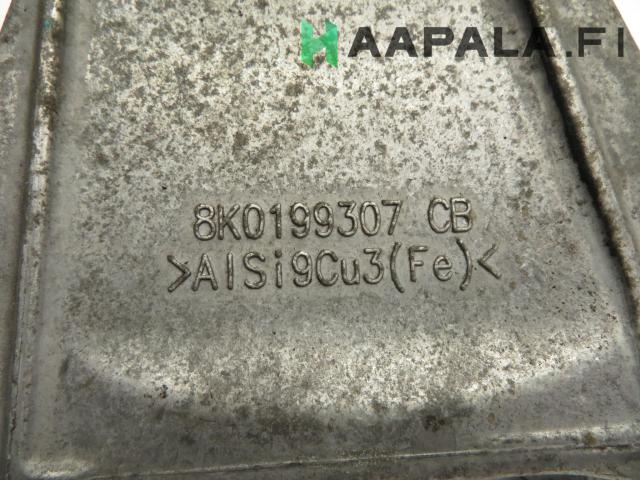 HAAPALA.FI
8K0199307 CB
>AlSi9Cu3(Fe)<